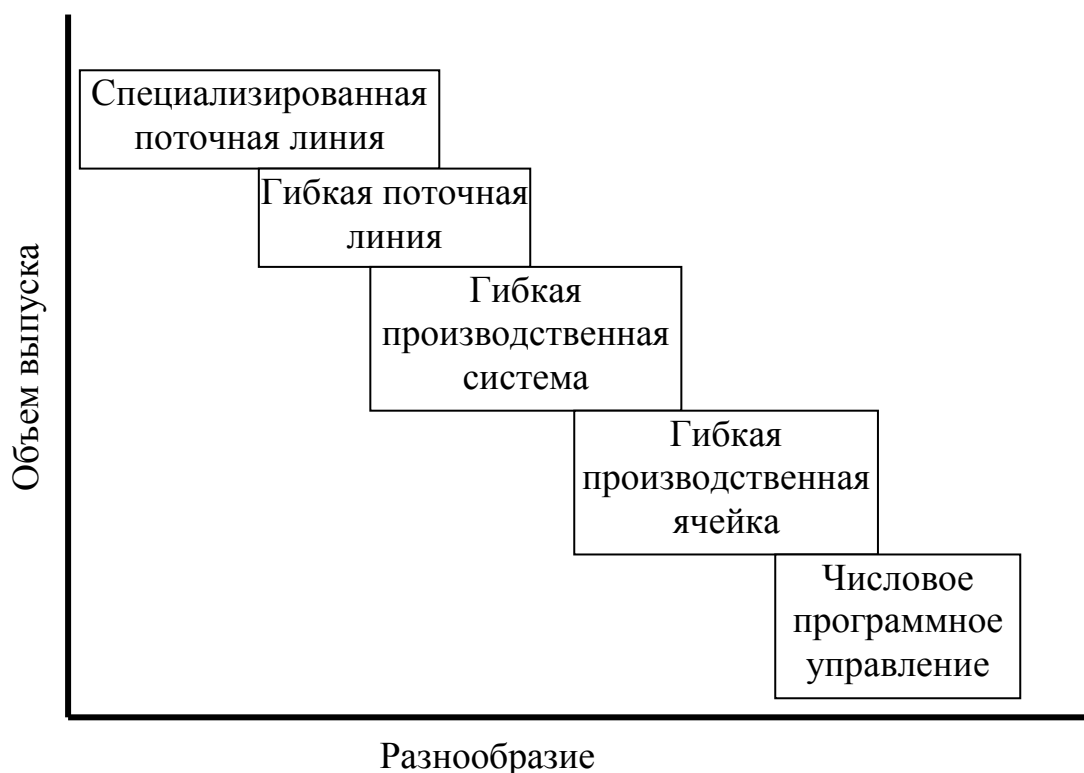 Специализированная
поточная линия
Гибкая поточная
линия
Гибкая
производственная
система
Гибкая
производственная
ячейка
Числовое
программное
управление
Объем выпуска
Разнообразие